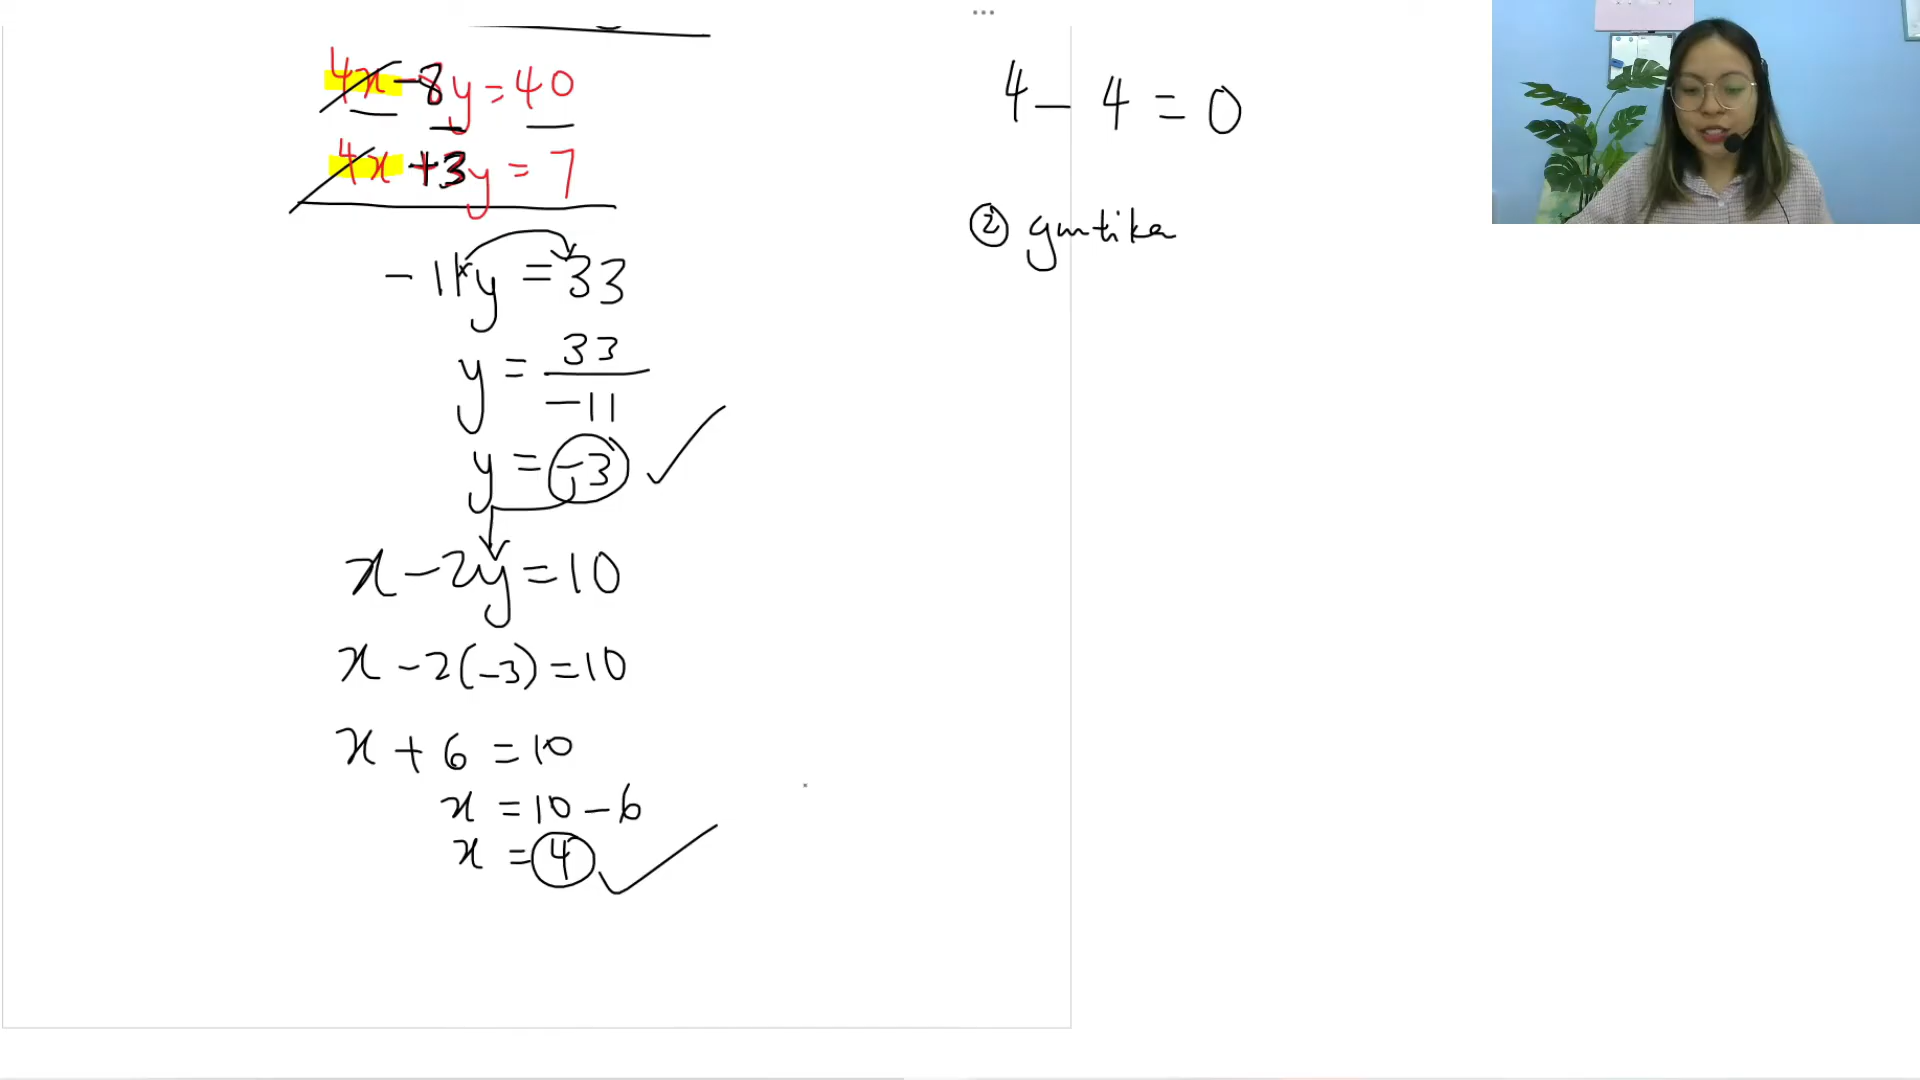 4x - 8y = 40
4x + 3y = 7
- 11y = 33
y = 33
-11
y = -3
x - 2y = 10
x - 2(-3) = 10
x + 6 = 10
x = 10 - 6
x = 4
4 - 4 = 0
② gantika